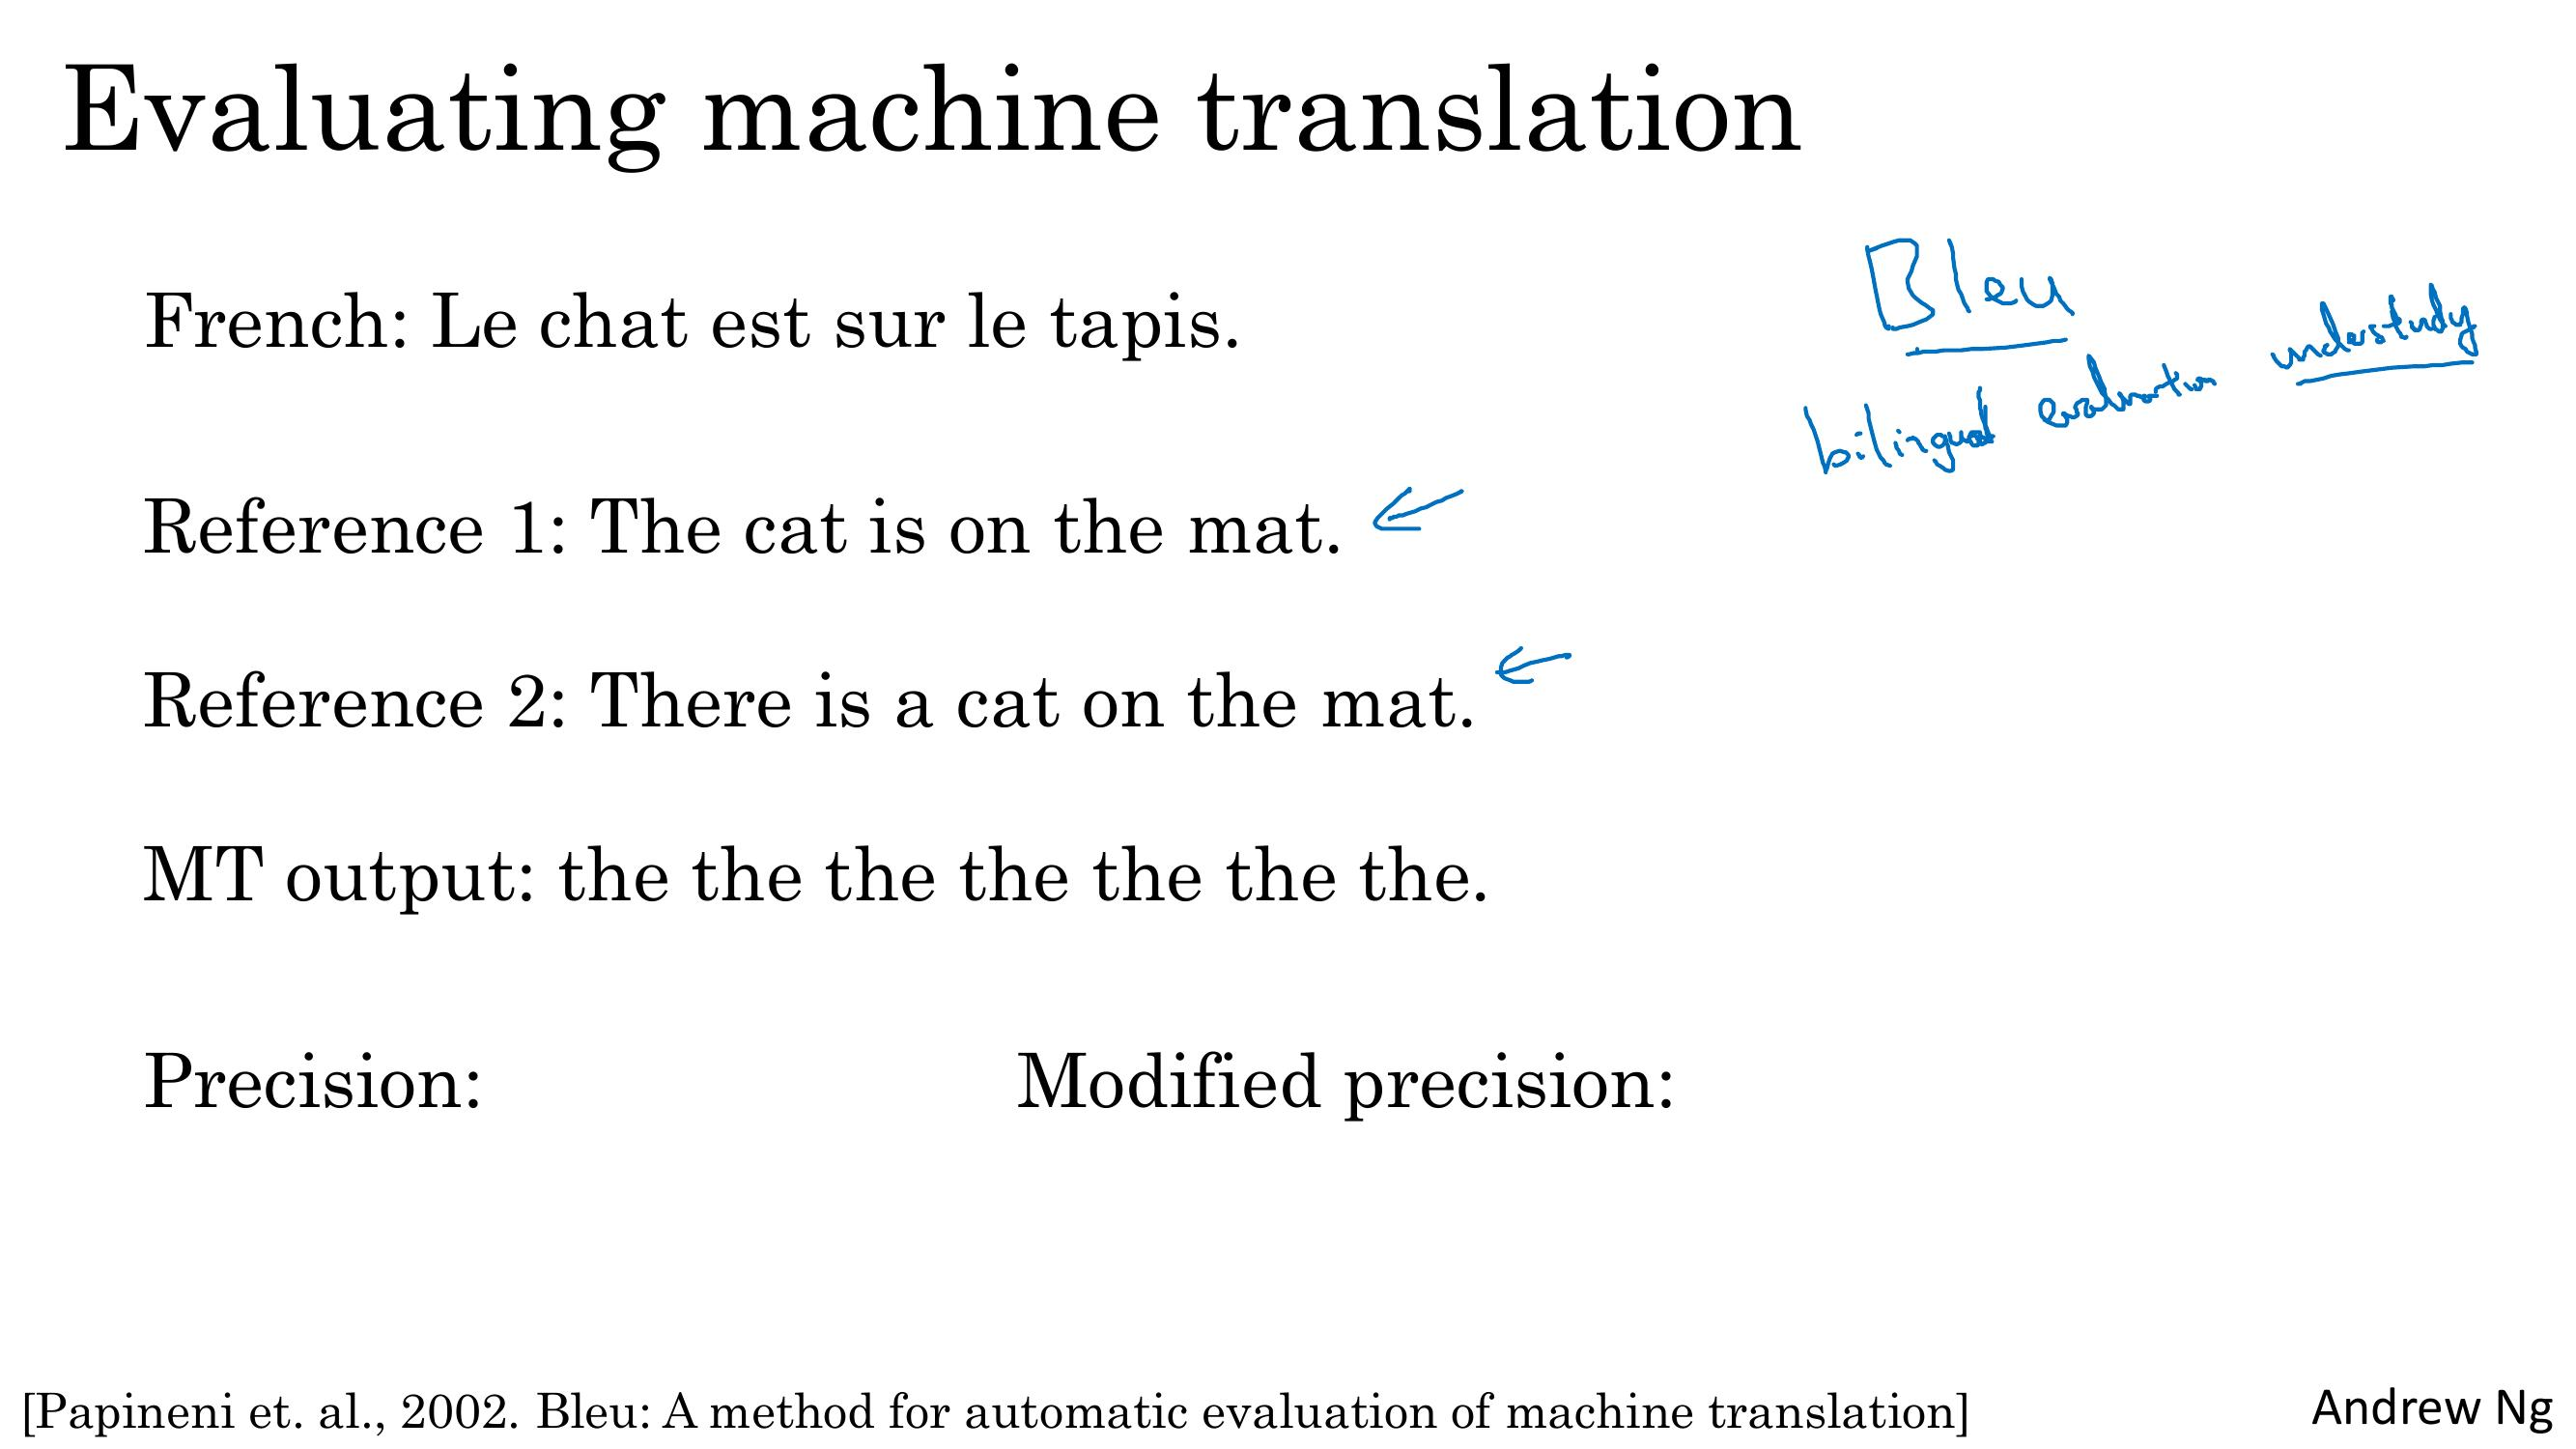 Evaluating machine translation
French: Le chat est sur le tapis.
Bleu
bilingual evaluation understudy
Reference 1: The cat is on the mat.
Reference 2: There is a cat on the mat.
MT output: the the the the the the the.
Precision:
Modified precision:
[Papineni et. al., 2002. Bleu: A method for automatic evaluation of machine translation]
Andrew Ng